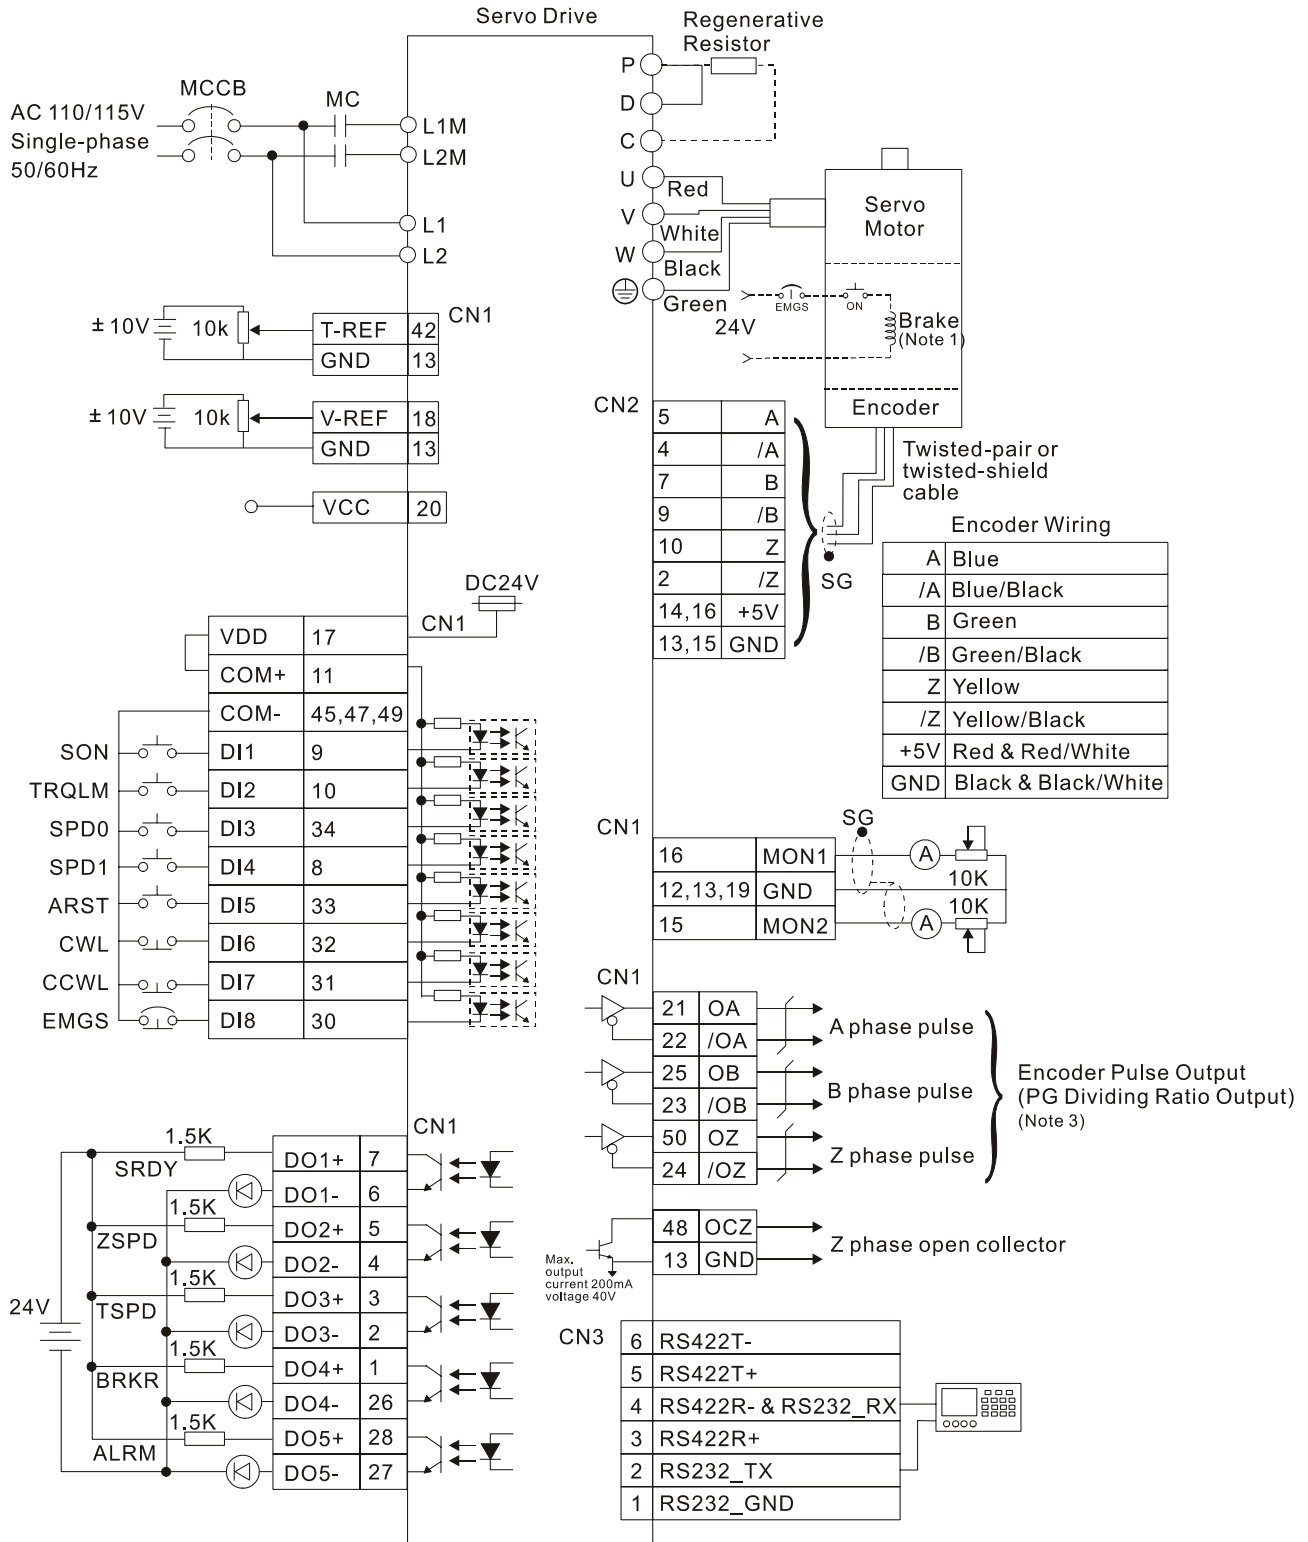 Servo Drive
Regenerative
Resistor
MCCB
MC
AC 110/115V
Single-phase
50/60Hz
L1M
L2M
L1
L2
P
D
C
U
V
W
Red
White
Black
Green
Servo
Motor
EMGS
ON
24V
Brake
(Note 1)
Encoder
± 10V
10k
T-REF 42
GND 13
CN1
± 10V
10k
V-REF 18
GND 13
VCC 20
CN2
5 A
4 /A
7 B
9 /B
10 Z
2 /Z
14,16 +5V
13,15 GND
SG
Twisted-pair or
twisted-shield
cable
Encoder Wiring
A Blue
/A Blue/Black
B Green
/B Green/Black
Z Yellow
/Z Yellow/Black
+5V Red & Red/White
GND Black & Black/White
DC24V
CN1
VDD 17
COM+ 11
COM- 45,47,49
SON DI1 9
TRQLM DI2 10
SPD0 DI3 34
SPD1 DI4 8
ARST DI5 33
CWL DI6 32
CCWL DI7 31
EMGS DI8 30
CN1
SG
16 MON1
12,13,19 GND
15 MON2
A
10K
10K
A
CN1
21 OA
22 /OA
A phase pulse
25 OB
23 /OB
B phase pulse
50 OZ
24 /OZ
Z phase pulse
Encoder Pulse Output
(PG Dividing Ratio Output)
(Note 3)
48 OCZ
13 GND
Z phase open collector
Max.
output
current 200mA
voltage 40V
CN1
24V
1.5K
SRDY
DO1+ 7
DO1- 6
1.5K
ZSPD
DO2+ 5
DO2- 4
1.5K
TSPD
DO3+ 3
DO3- 2
1.5K
BRKR
DO4+ 1
DO4- 26
1.5K
ALRM
DO5+ 28
DO5- 27
CN3
6 RS422T-
5 RS422T+
4 RS422R- & RS232_RX
3 RS422R+
2 RS232_TX
1 RS232_GND